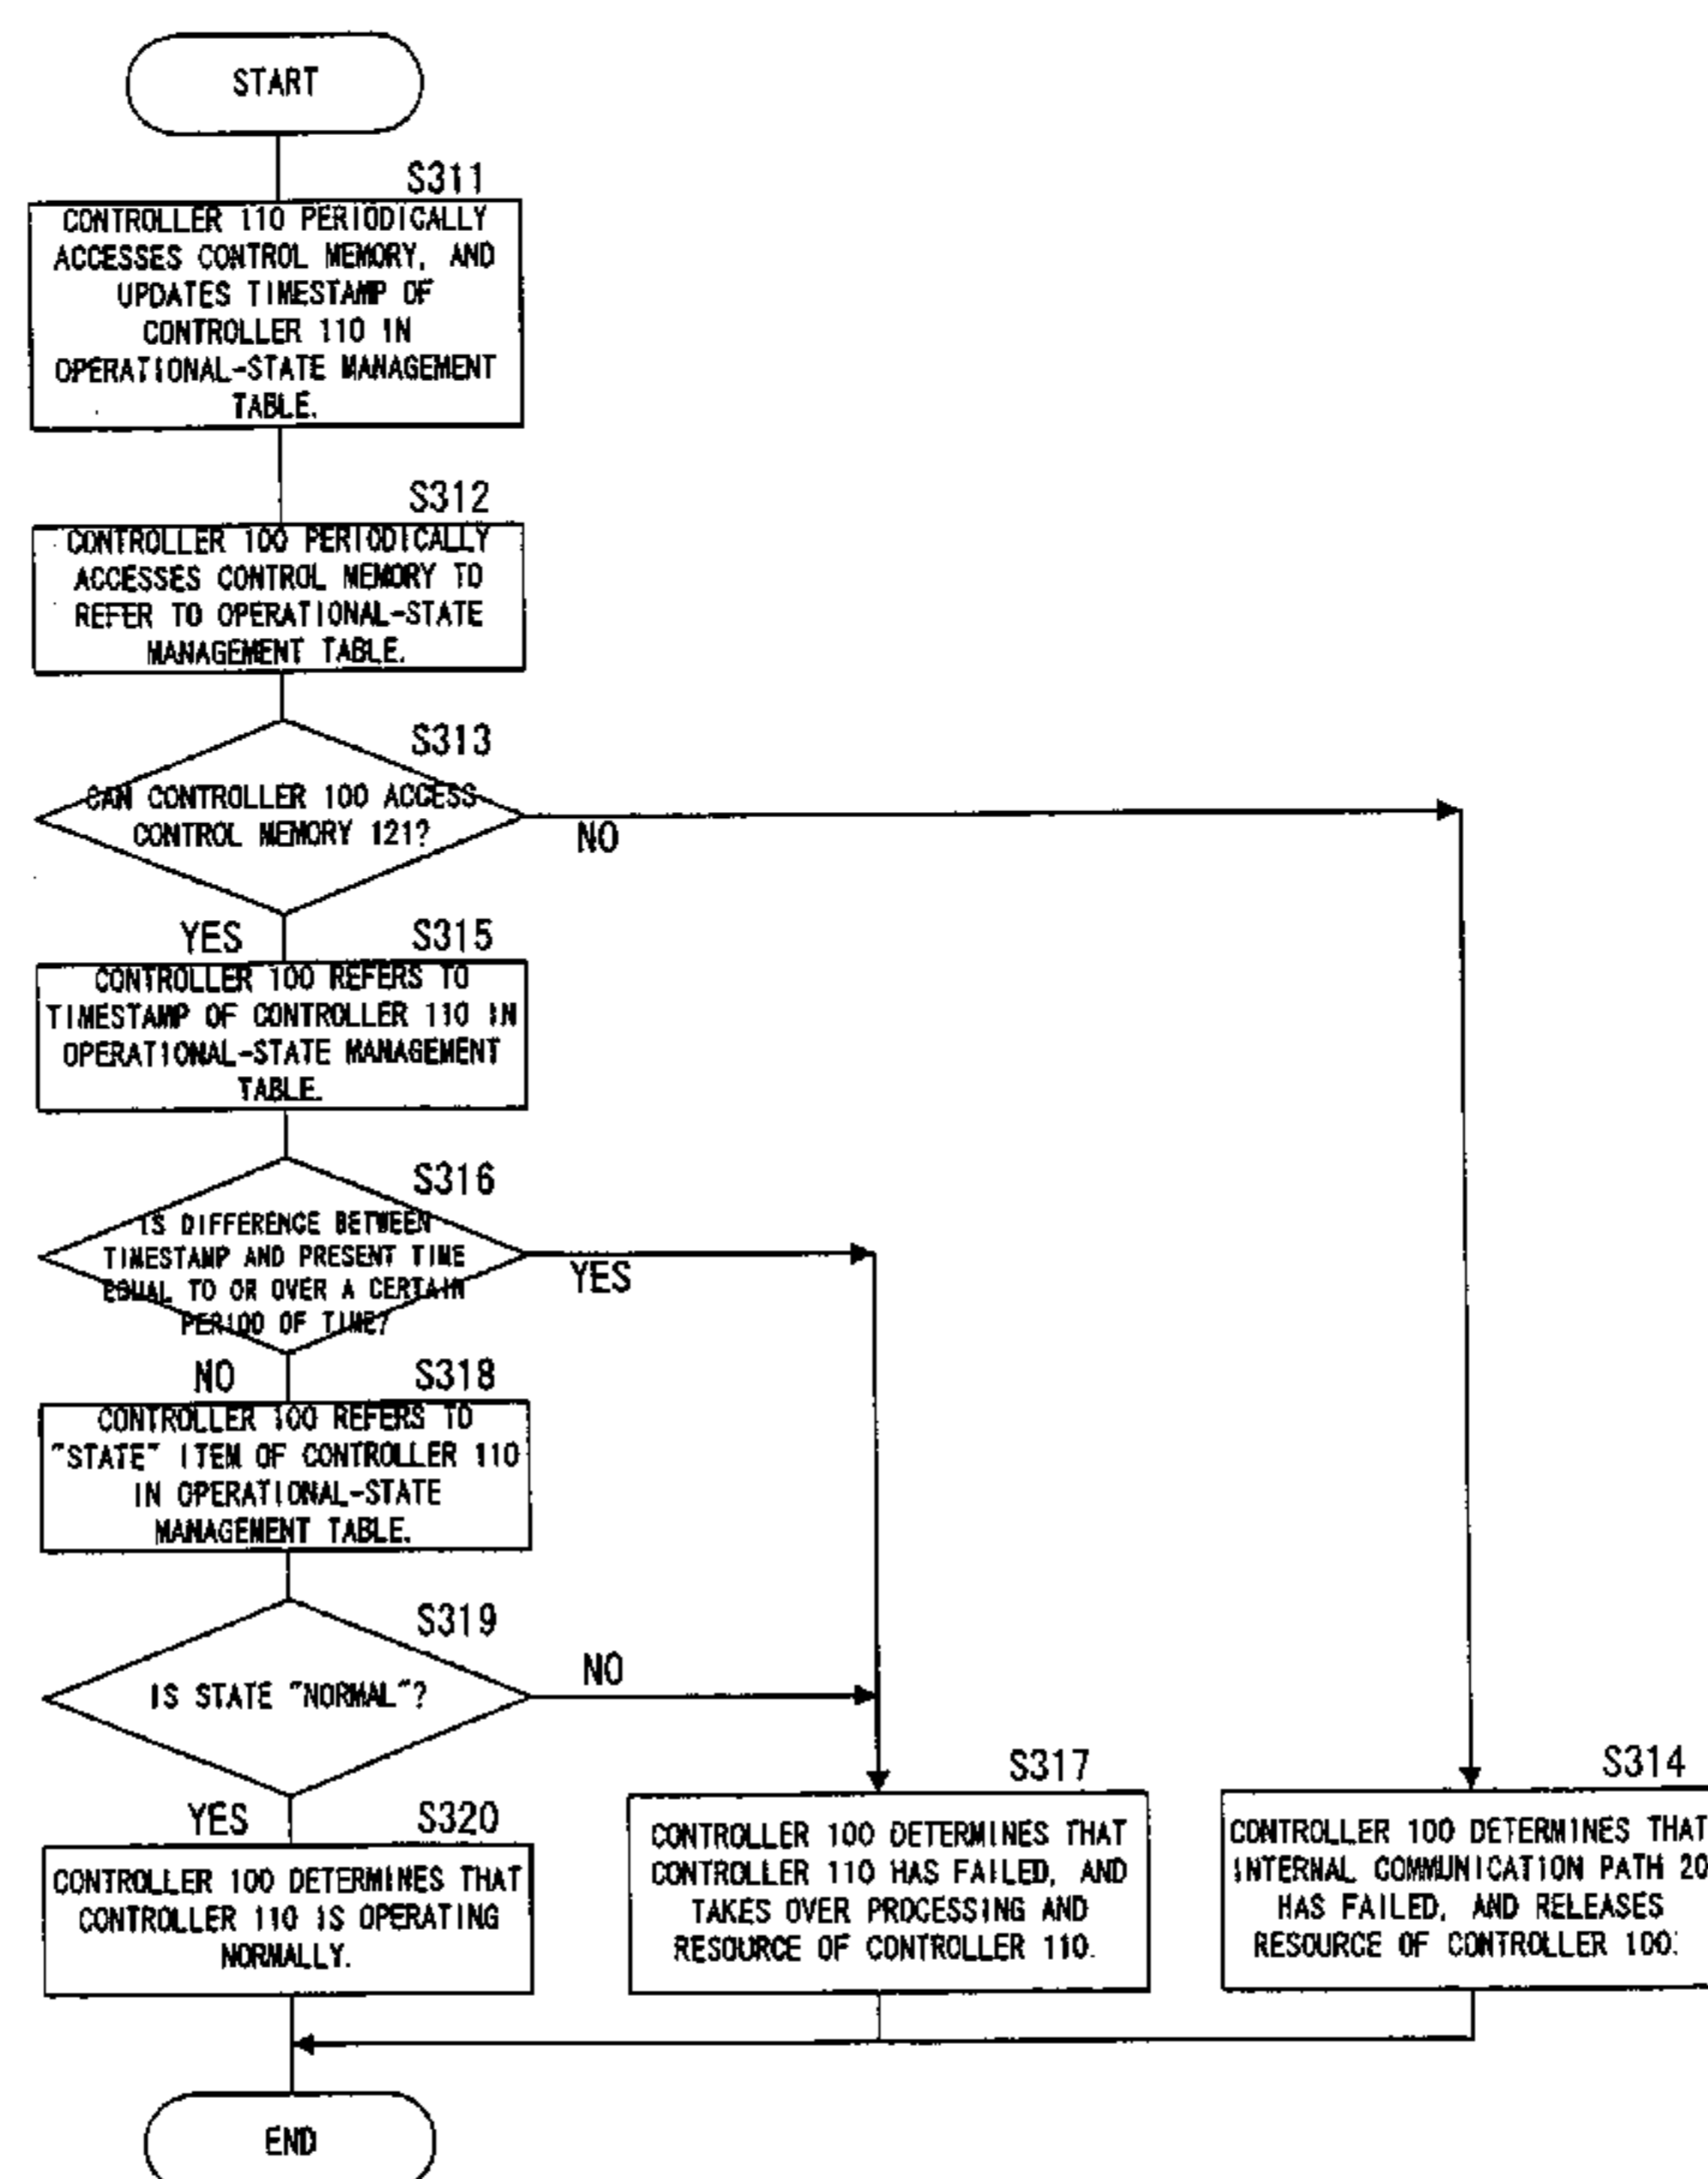 START
S311
CONTROLLER 110 PERIODICALLY
ACCESSES CONTROL MEMORY, AND
UPDATES TIMESTAMP OF
CONTROLLER 110 IN
OPERATIONAL-STATE MANAGEMENT
TABLE.
S312
CONTROLLER 100 PERIODICALLY
ACCESSES CONTROL MEMORY TO
REFER TO OPERATIONAL-STATE
MANAGEMENT TABLE.
S313
CAN CONTROLLER 100 ACCESS
CONTROL MEMORY 121?
NO
YES
S315
CONTROLLER 100 REFERS TO
TIMESTAMP OF CONTROLLER 110 IN
OPERATIONAL-STATE MANAGEMENT
TABLE.
S316
IS DIFFERENCE BETWEEN
TIMESTAMP AND PRESENT TIME
EQUAL TO OR OVER A CERTAIN
PERIOD OF TIME?
YES
NO
S318
CONTROLLER 100 REFERS TO
"STATE" ITEM OF CONTROLLER 110
IN OPERATIONAL-STATE
MANAGEMENT TABLE.
S319
IS STATE "NORMAL"?
NO
YES
S320
CONTROLLER 100 DETERMINES THAT
CONTROLLER 110 IS OPERATING
NORMALLY.
S317
CONTROLLER 100 DETERMINES THAT
CONTROLLER 110 HAS FAILED, AND
TAKES OVER PROCESSING AND
RESOURCE OF CONTROLLER 110.
S314
CONTROLLER 100 DETERMINES THAT
INTERNAL COMMUNICATION PATH 20
HAS FAILED, AND RELEASES
RESOURCE OF CONTROLLER 100.
END